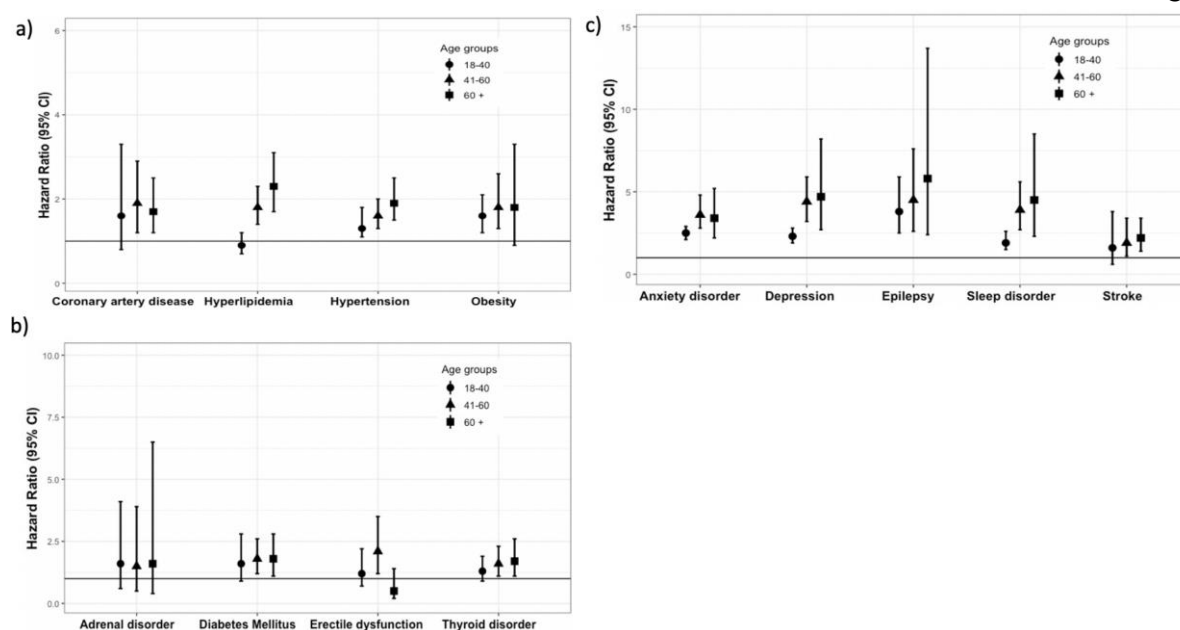 a)
Hazard Ratio (95% CI)
6
4
2
0
Age groups
18-40
41-60
60 +
Coronary artery disease Hyperlipidemia Hypertension Obesity
b)
Hazard Ratio (95% CI)
10.0
7.5
5.0
2.5
0.0
Age groups
18-40
41-60
60 +
Adrenal disorder Diabetes Mellitus Erectile dysfunction Thyroid disorder
c)
Hazard Ratio (95% CI)
15
10
5
0
Age groups
18-40
41-60
60 +
Anxiety disorder Depression Epilepsy Sleep disorder Stroke